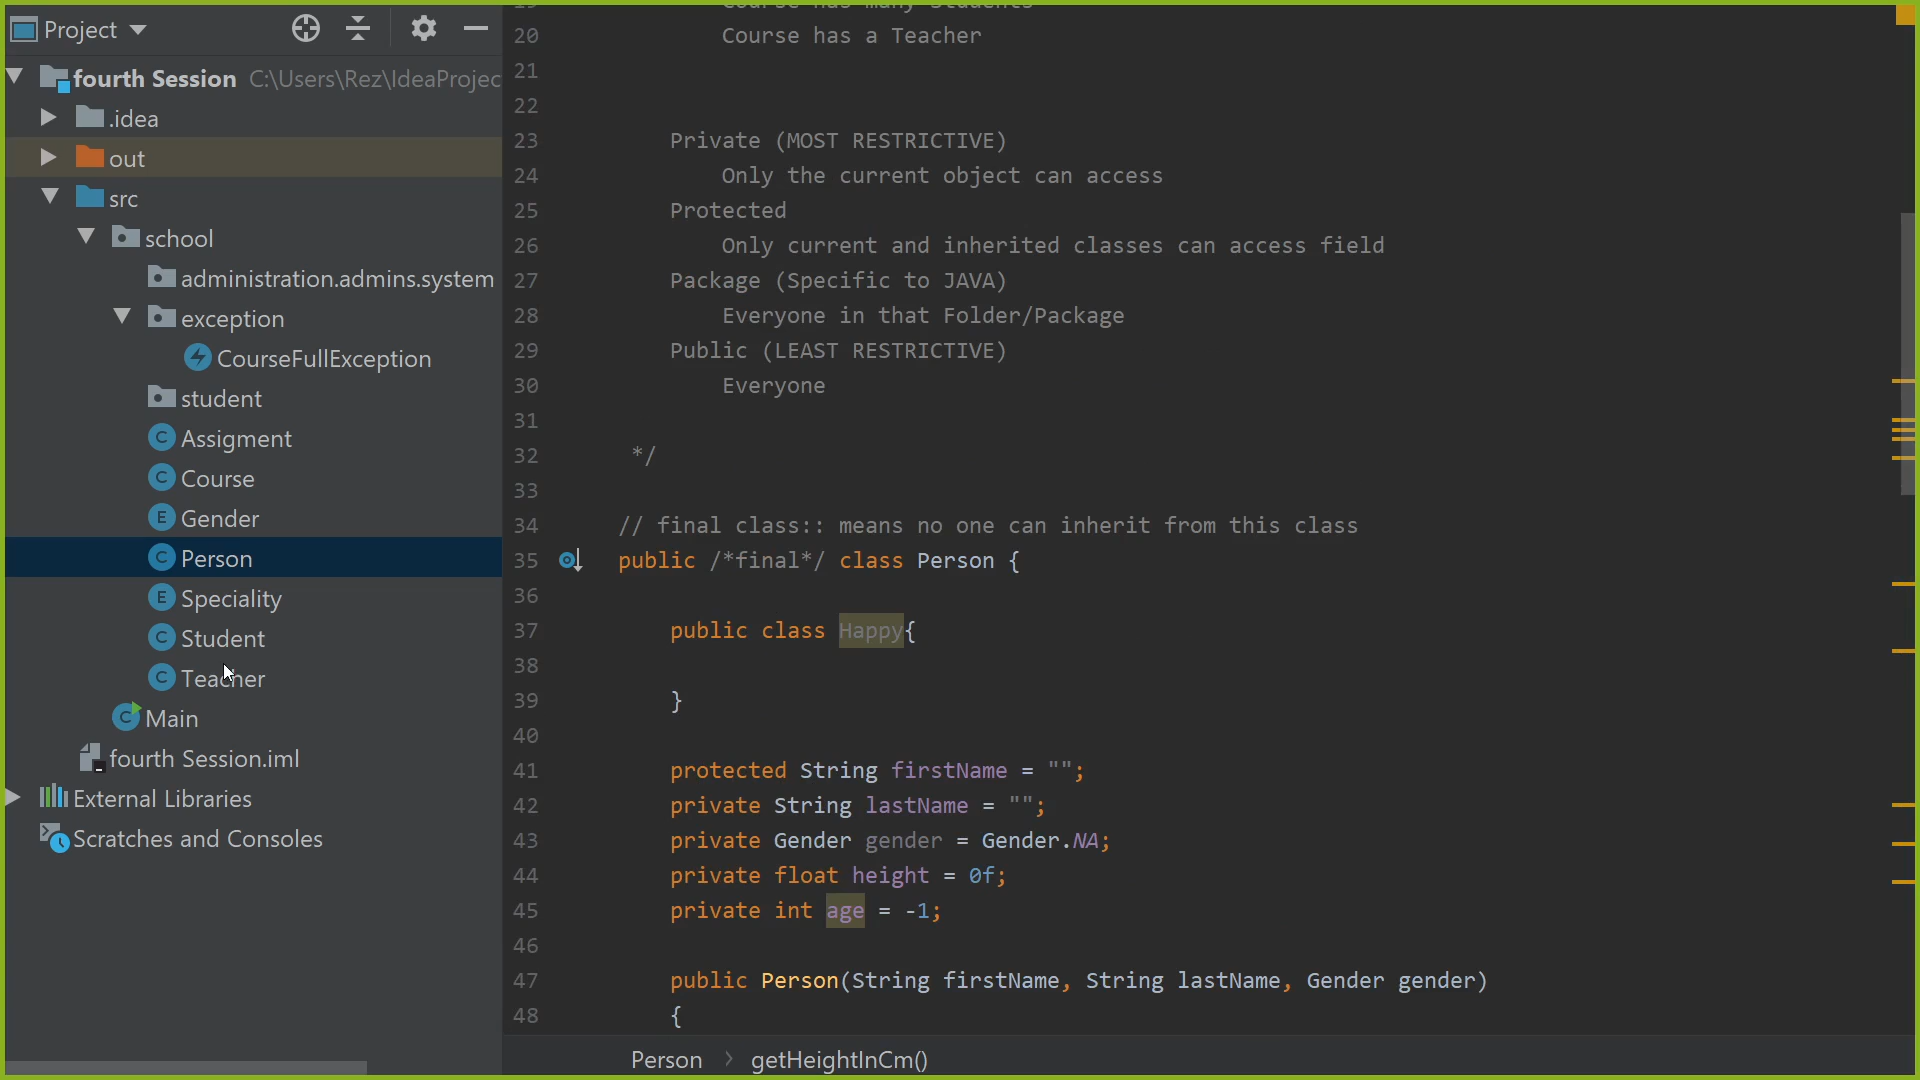 Project
fourth Session C:\Users\Rez\IdeaProjec
.idea
out
src
school
administration.admins.system
exception
CourseFullException
student
Assigment
Course
Gender
Person
Speciality
Student
Teacher
Main
fourth Session.iml
External Libraries
Scratches and Consoles
19 Course has many Students
20 Course has a Teacher
21
22
23 Private (MOST RESTRICTIVE)
24 Only the current object can access
25 Protected
26 Only current and inherited classes can access field
27 Package (Specific to JAVA)
28 Everyone in that Folder/Package
29 Public (LEAST RESTRICTIVE)
30 Everyone
31
32 */
33
34 // final class:: means no one can inherit from this class
35 public /*final*/ class Person {
36
37 public class Happy{
38
39 }
40
41 protected String firstName = "";
42 private String lastName = "";
43 private Gender gender = Gender.NA;
44 private float height = 0f;
45 private int age = -1;
46
47 public Person(String firstName, String lastName, Gender gender)
48 {
Person > getHeightInCm()